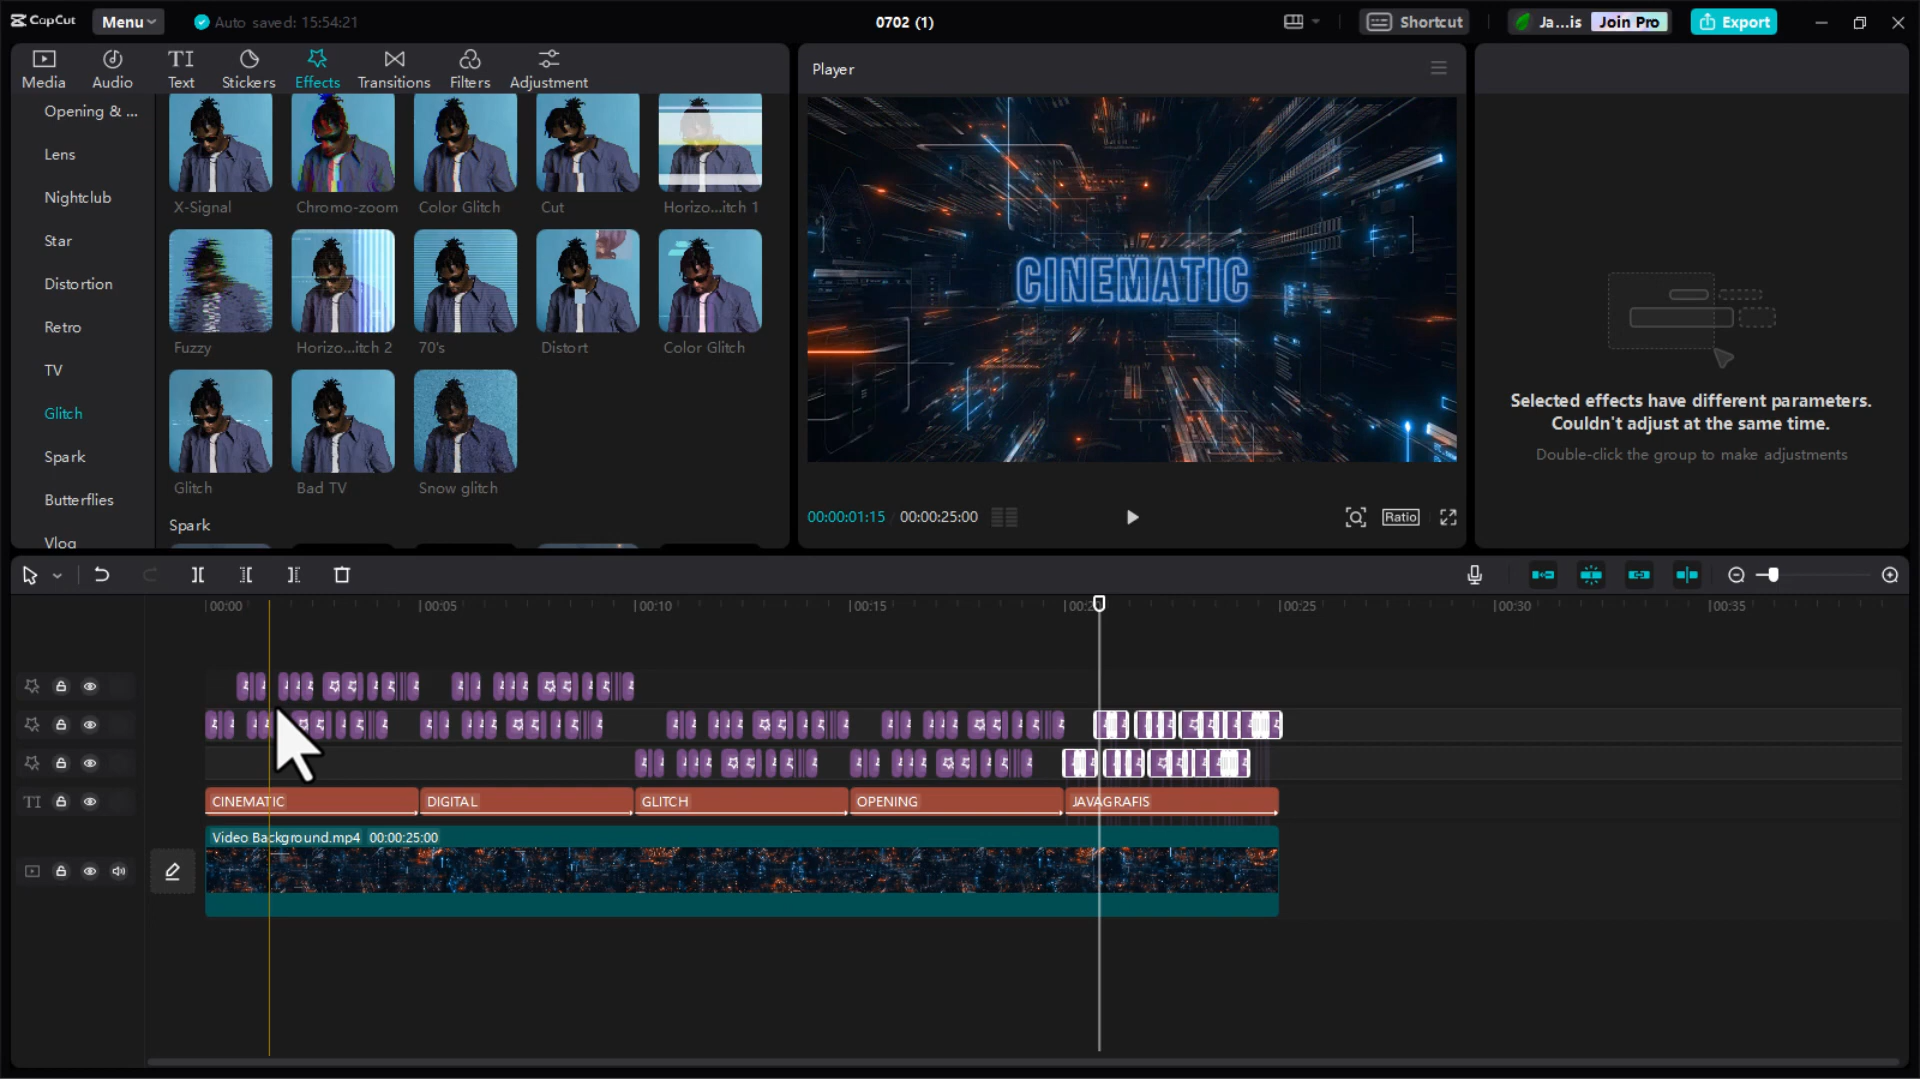 CapCut
Menu
Auto saved: 15:54:21
0702 (1)
Shortcut
Ja...is
Join Pro
Export
Media
Audio
Text
Stickers
Effects
Transitions
Filters
Adjustment
Player
Opening & ...
Lens
Nightclub
Star
Distortion
Retro
TV
Glitch
Spark
Butterflies
Vlog
X-Signal
Chromo-zoom
Color Glitch
Cut
Horizo...itch 1
Fuzzy
Horizo...itch 2
70's
Distort
Color Glitch
Glitch
Bad TV
Snow glitch
Spark
CINEMATIC
00:00:01:15
00:00:25:00
Ratio
Selected effects have different parameters.
Couldn't adjust at the same time.
Double-click the group to make adjustments
00:00
00:05
00:10
00:15
00:25
00:30
00:35
CINEMATIC
DIGITAL
GLITCH
OPENING
JAVAGRAFIS
TI
Video Background.mp4 00:00:25:00